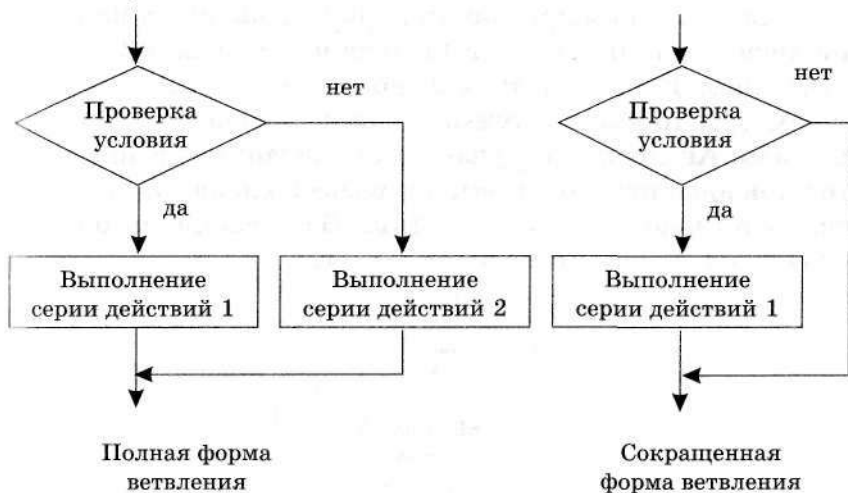 Проверка
условия
нет
да
Выполнение
серии действий 1
Выполнение
серии действий 2
Полная форма
ветвления
Проверка
условия
нет
да
Выполнение
серии действий 1
Сокращенная
форма ветвления